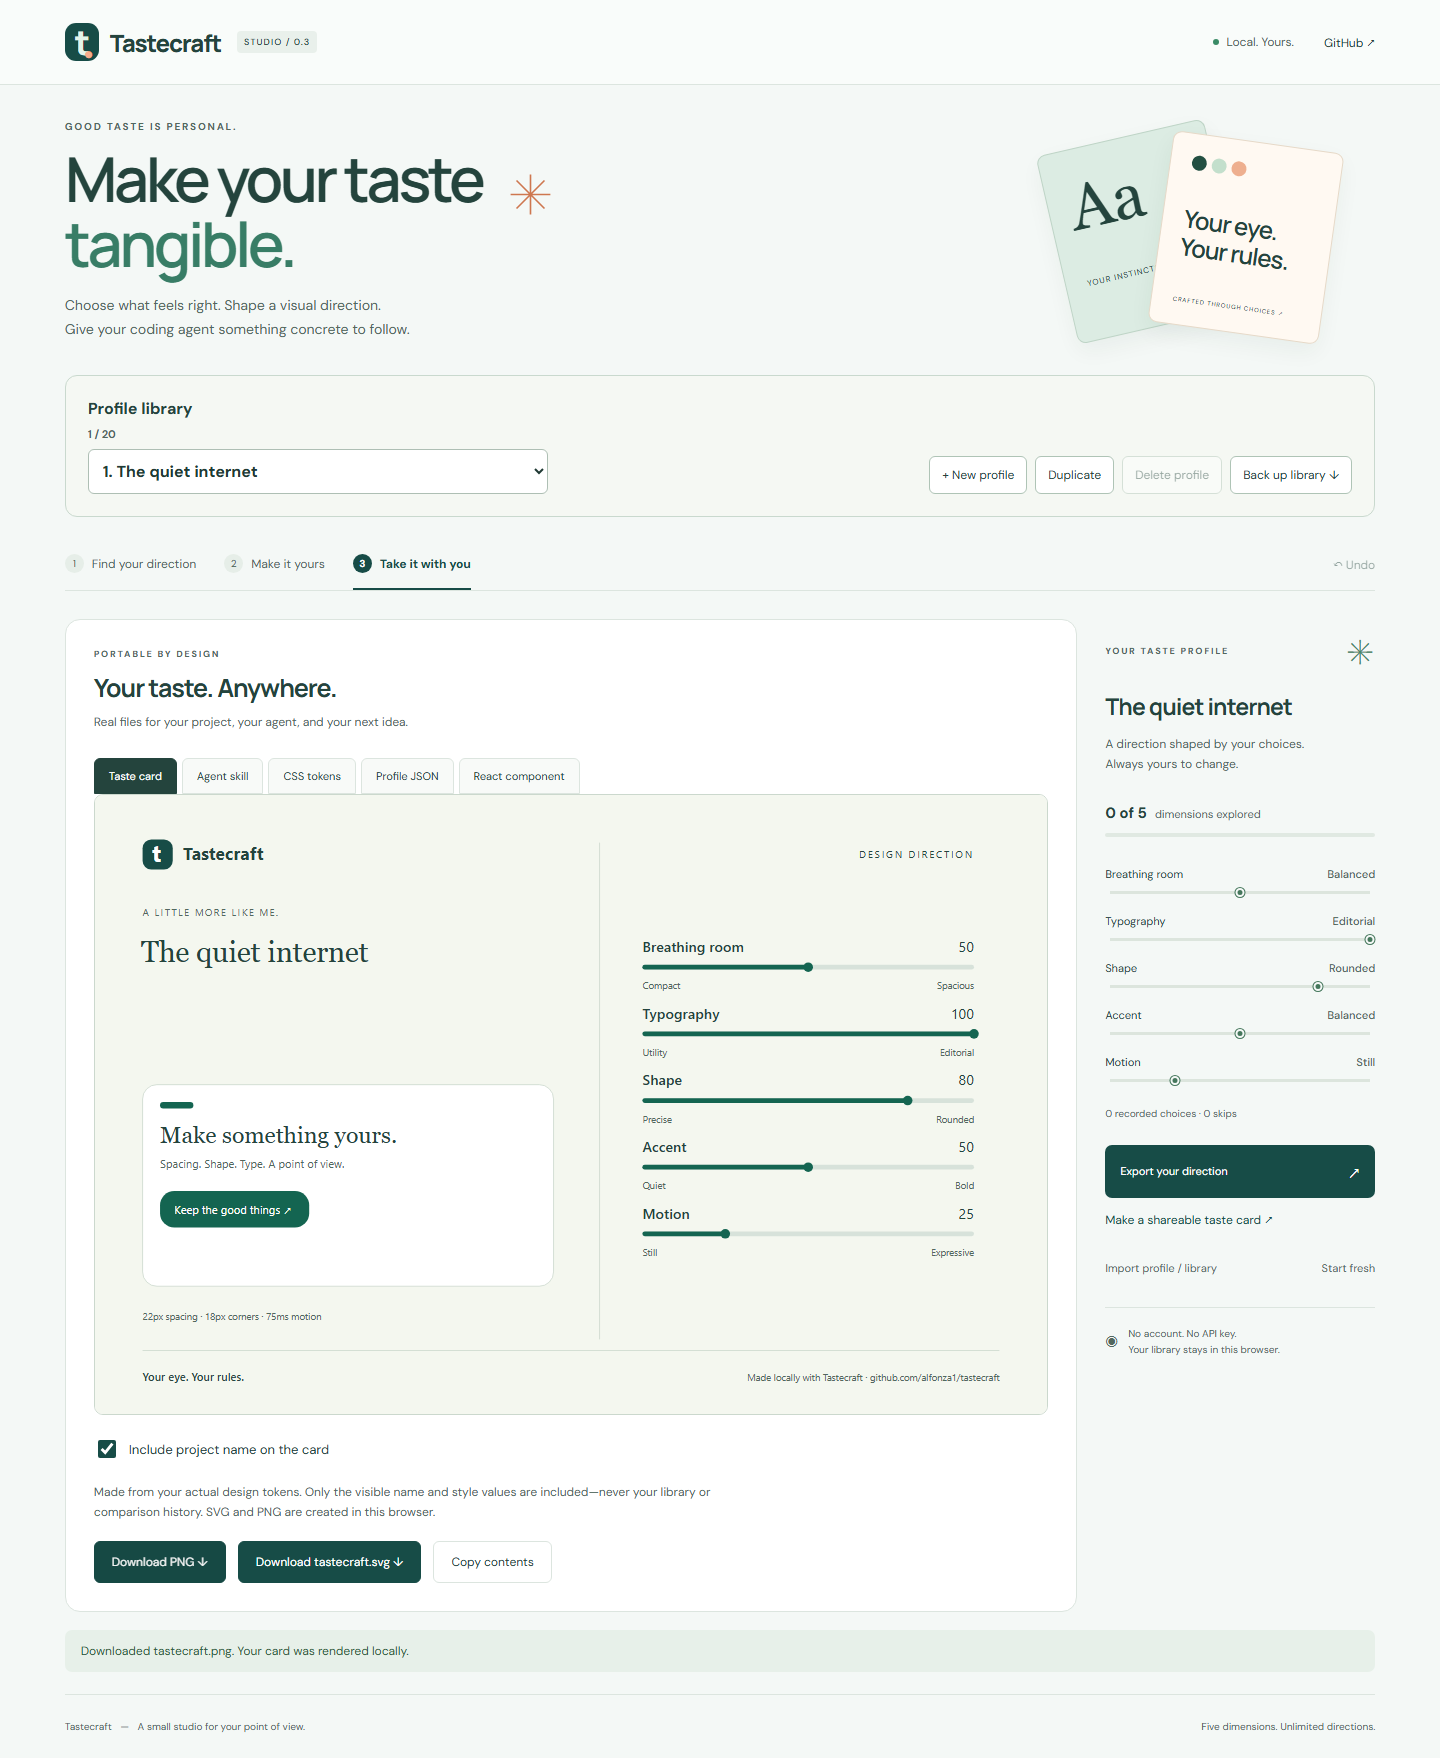 t Tastecraft STUDIO / 0.3
Local. Yours. GitHub ↗
GOOD TASTE IS PERSONAL.
Make your taste
tangible.
Choose what feels right. Shape a visual direction.
Give your coding agent something concrete to follow.
Aa
YOUR INSTINCT
Your eye.
Your rules.
CRAFTED THROUGH CHOICES ↗
Profile library
1 / 20
1. The quiet internet
+ New profile Duplicate Delete profile Back up library ↓
1 Find your direction 2 Make it yours 3 Take it with you
↶ Undo
PORTABLE BY DESIGN
Your taste. Anywhere.
Real files for your project, your agent, and your next idea.
Taste card Agent skill CSS tokens Profile JSON React component
t Tastecraft
DESIGN DIRECTION
A LITTLE MORE LIKE ME.
The quiet internet
Breathing room 50
Compact Spacious
Typography 100
Utility Editorial
Shape 80
Precise Rounded
Accent 50
Quiet Bold
Motion 25
Still Expressive
Make something yours.
Spacing. Shape. Type. A point of view.
Keep the good things ↗
22px spacing · 18px corners · 75ms motion
Your eye. Your rules.
Made locally with Tastecraft · github.com/alfonza1/tastecraft
Include project name on the card
Made from your actual design tokens. Only the visible name and style values are included—never your library or
comparison history. SVG and PNG are created in this browser.
Download PNG ↓ Download tastecraft.svg ↓ Copy contents
YOUR TASTE PROFILE
The quiet internet
A direction shaped by your choices.
Always yours to change.
0 of 5 dimensions explored
Breathing room Balanced
Typography Editorial
Shape Rounded
Accent Balanced
Motion Still
0 recorded choices · 0 skips
Export your direction ↗
Make a shareable taste card ↗
Import profile / library Start fresh
No account. No API key.
Your library stays in this browser.
Downloaded tastecraft.png. Your card was rendered locally.
Tastecraft — A small studio for your point of view.
Five dimensions. Unlimited directions.